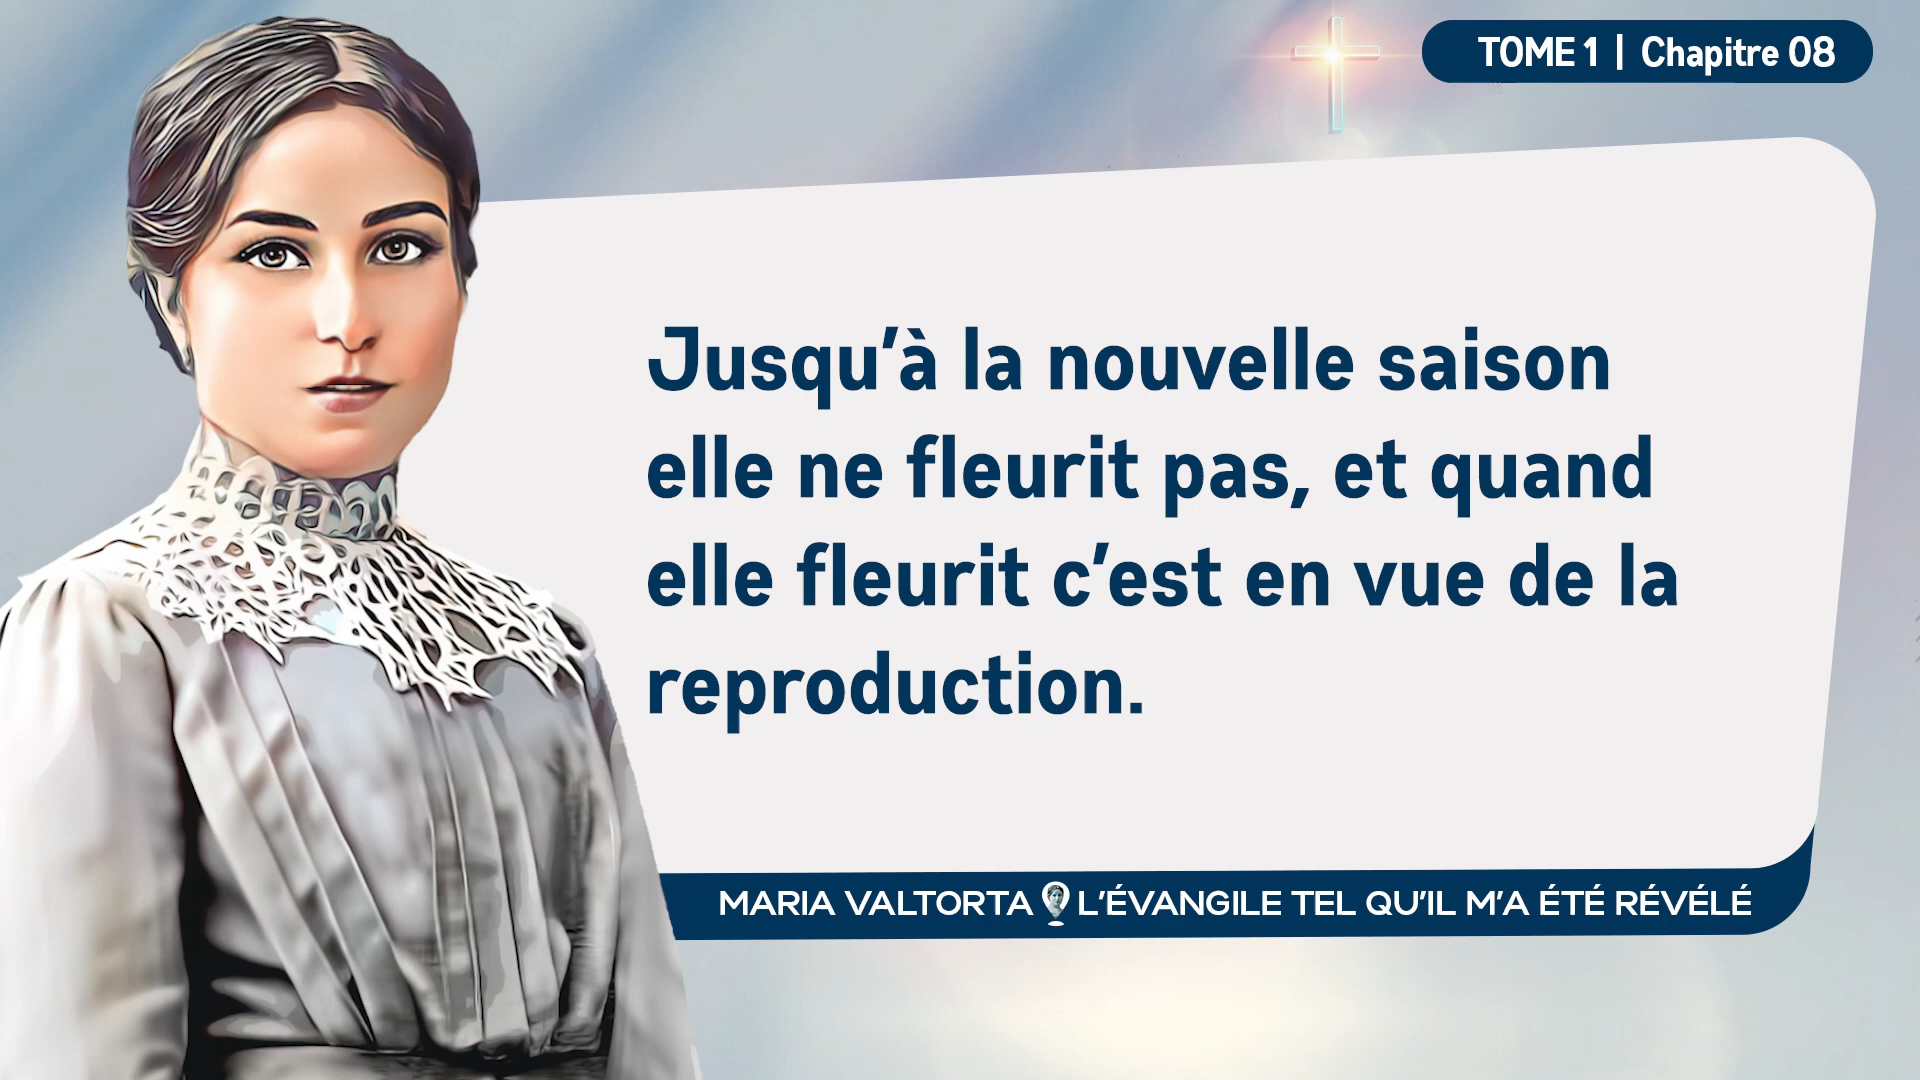 TOME 1 | Chapitre 08
Jusqu’à la nouvelle saison
elle ne fleurit pas, et quand
elle fleurit c’est en vue de la
reproduction.
MARIA VALTORTA L’ÉVANGILE TEL QU’IL M’A ÉTÉ RÉVÉLÉ